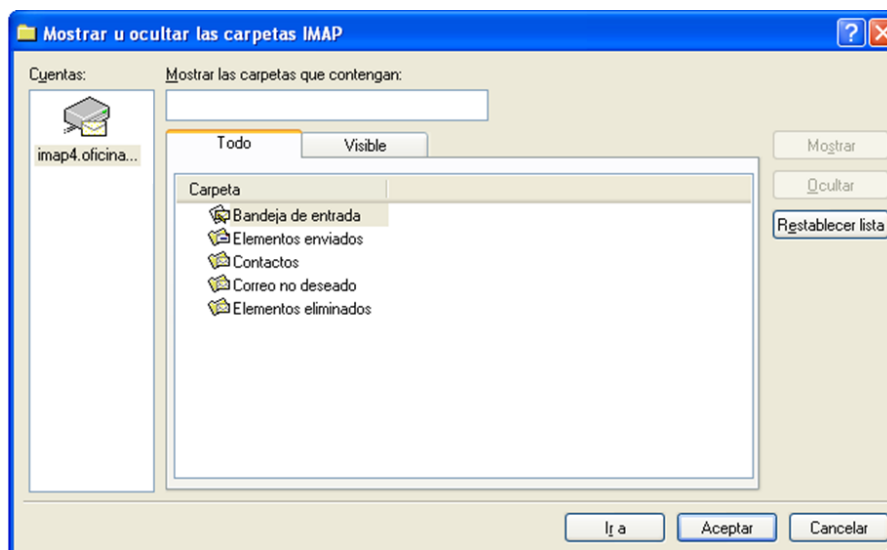 Mostrar u ocultar las carpetas IMAP
Cuentas:
imap4.oficina...
Mostrar las carpetas que contengan:
Todo
Visible
Carpeta
Bandeja de entrada
Elementos enviados
Contactos
Correo no deseado
Elementos eliminados
Mostrar
Ocultar
Restablecer lista
Ir a
Aceptar
Cancelar